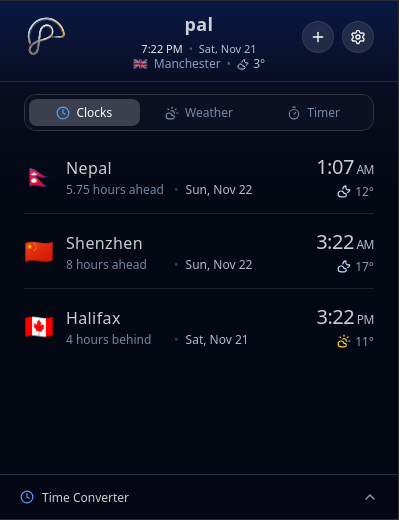 pal
7:22 PM • Sat, Nov 21
Manchester • 3°
Clocks Weather Timer
Nepal 1:07 AM
5.75 hours ahead • Sun, Nov 22 12°
Shenzhen 3:22 AM
8 hours ahead • Sun, Nov 22 17°
Halifax 3:22 PM
4 hours behind • Sat, Nov 21 11°
Time Converter